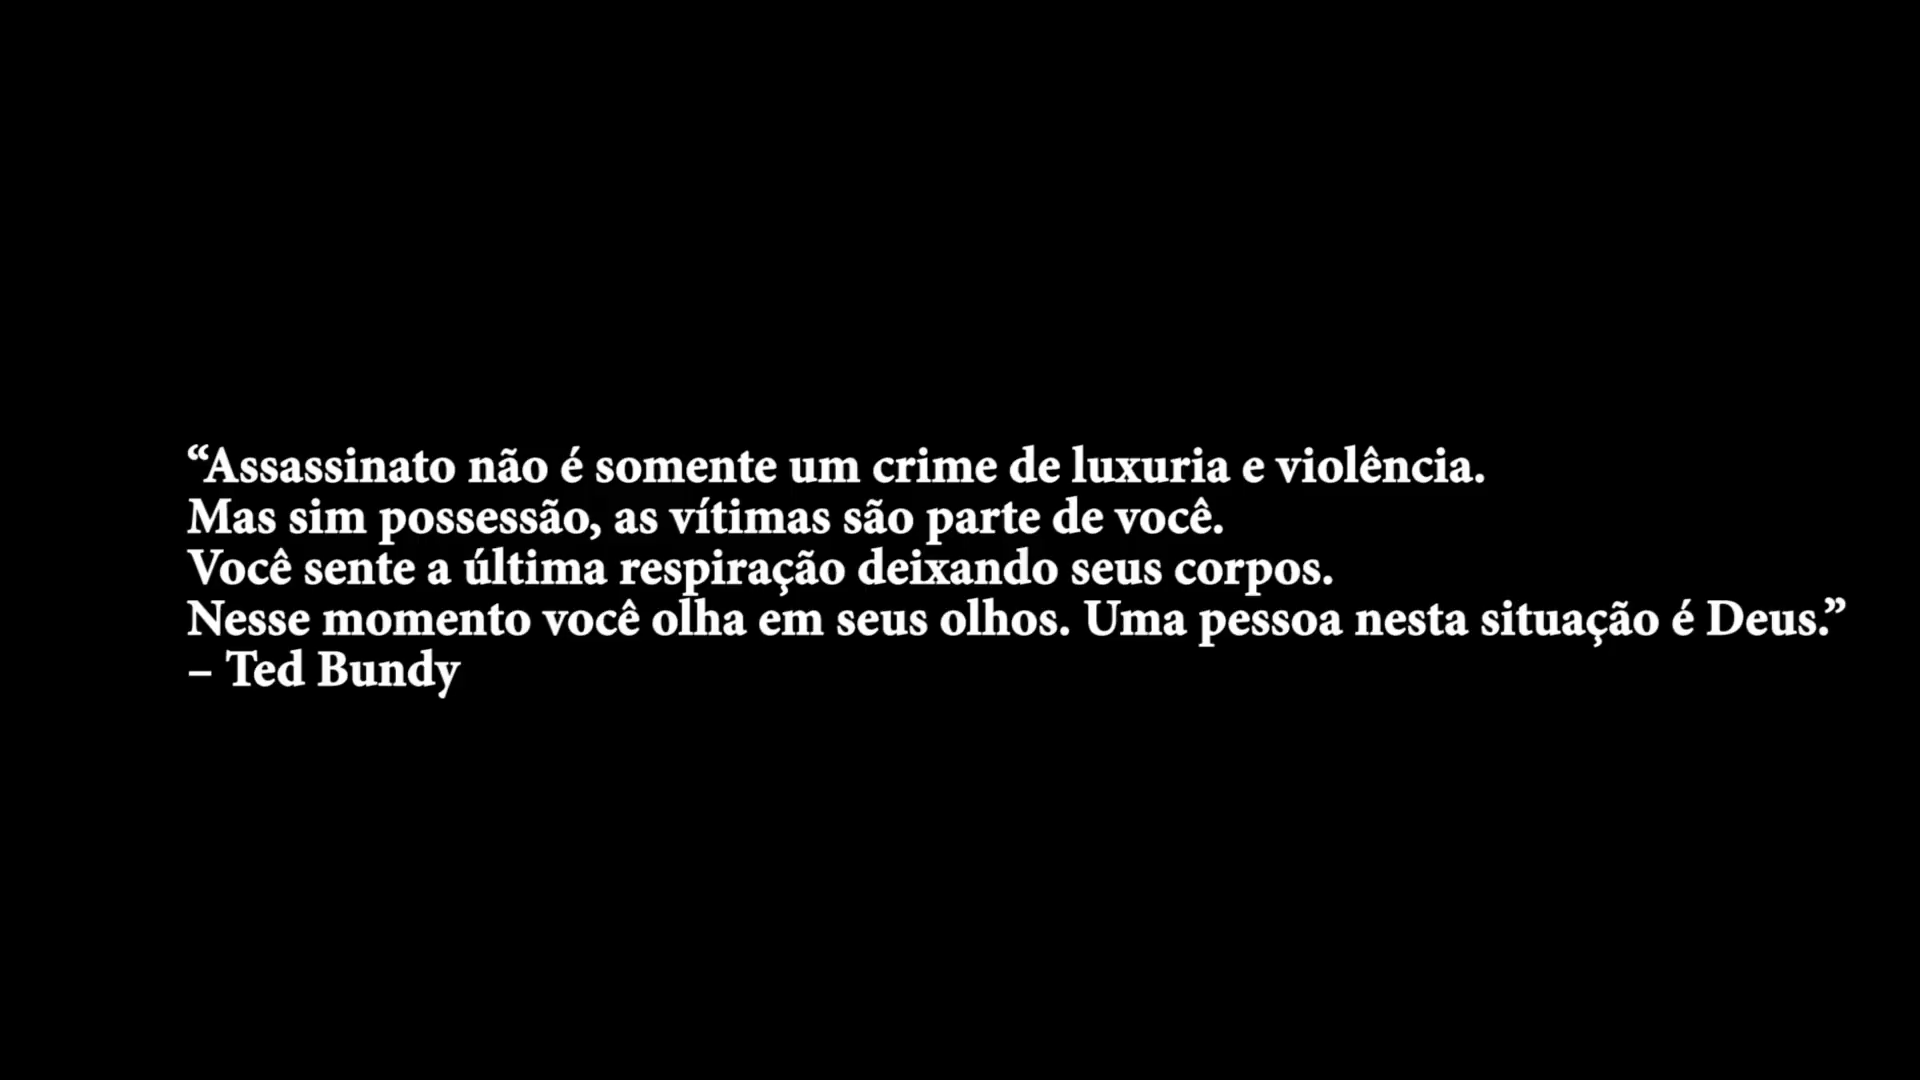 “Assassinato não é somente um crime de luxuria e violência.
Mas sim possessão, as vítimas são parte de você.
Você sente a última respiração deixando seus corpos.
Nesse momento você olha em seus olhos. Uma pessoa nesta situação é Deus.”
– Ted Bundy